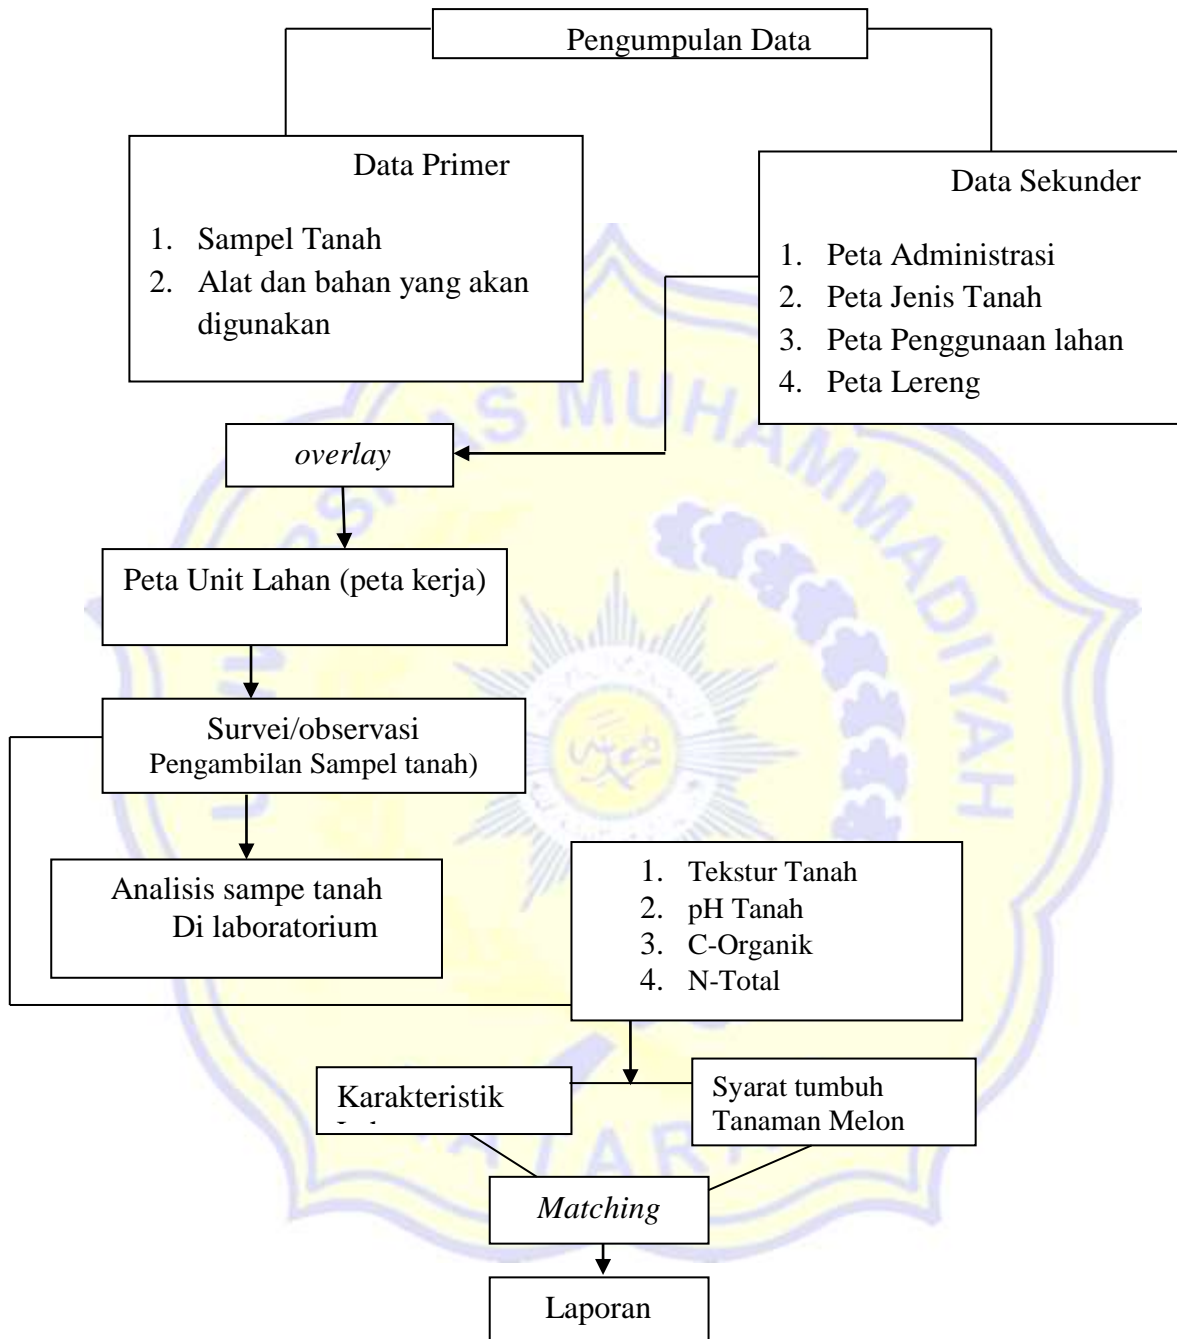 Pengumpulan Data
Data Primer
1. Sampel Tanah
2. Alat dan bahan yang akan
digunakan
Data Sekunder
1. Peta Administrasi
2. Peta Jenis Tanah
3. Peta Penggunaan lahan
4. Peta Lereng
overlay
Peta Unit Lahan (peta kerja)
Survei/observasi
Pengambilan Sampel tanah)
Analisis sampe tanah
Di laboratorium
1. Tekstur Tanah
2. pH Tanah
3. C-Organik
4. N-Total
Karakteristik
Syarat tumbuh
Tanaman Melon
Matching
Laporan
MUHAMMADIYAH